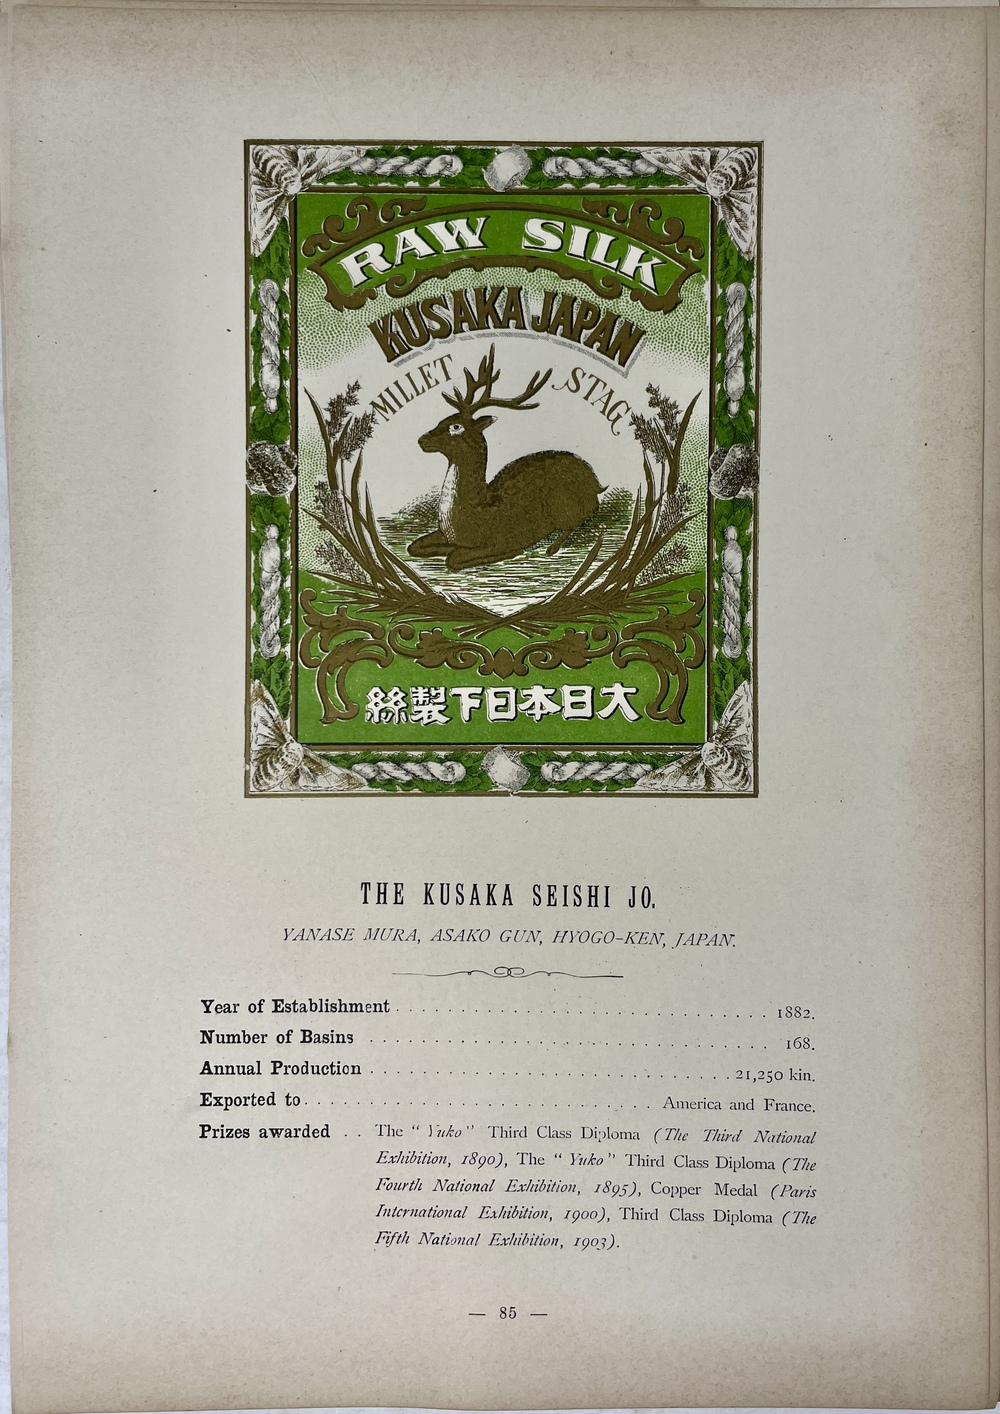 RAW SILK
KUSAKA JAPAN
MILLET STAG
絲製下日本日大
THE KUSAKA SEISHI JO.
YANASE MURA, ASAKO GUN, HYOGO-KEN, JAPAN.
Year of Establishment . . . . . . . . . . . . . . . . . . . . . . . . . . . . . 1882.
Number of Basins . . . . . . . . . . . . . . . . . . . . . . . . . . . . . . . 168.
Annual Production . . . . . . . . . . . . . . . . . . . . . . . . . . . . 21,250 kin.
Exported to . . . . . . . . . . . . . . . . . . . . . . . . . . . America and France.
Prizes awarded . . The "Yuko" Third Class Diploma (The Third National
Exhibition, 1890), The "Yuko" Third Class Diploma (The
Fourth National Exhibition, 1895), Copper Medal (Paris
International Exhibition, 1900), Third Class Diploma (The
Fifth National Exhibition, 1903).
— 85 —